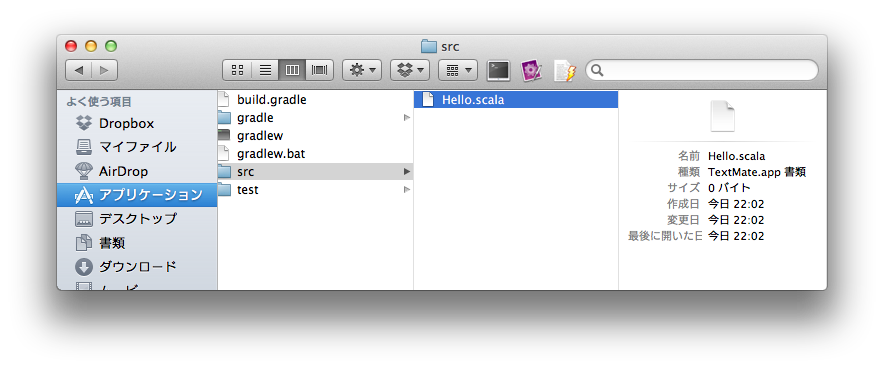 src
よく使う項目
Dropbox
マイファイル
AirDrop
アプリケーション
デスクトップ
書類
ダウンロード
ムービー
build.gradle
gradle
gradlew
gradlew.bat
src
test
Hello.scala
名前 Hello.scala
種類 TextMate.app 書類
サイズ 0 バイト
作成日 今日 22:02
変更日 今日 22:02
最後に開いた日 今日 22:02